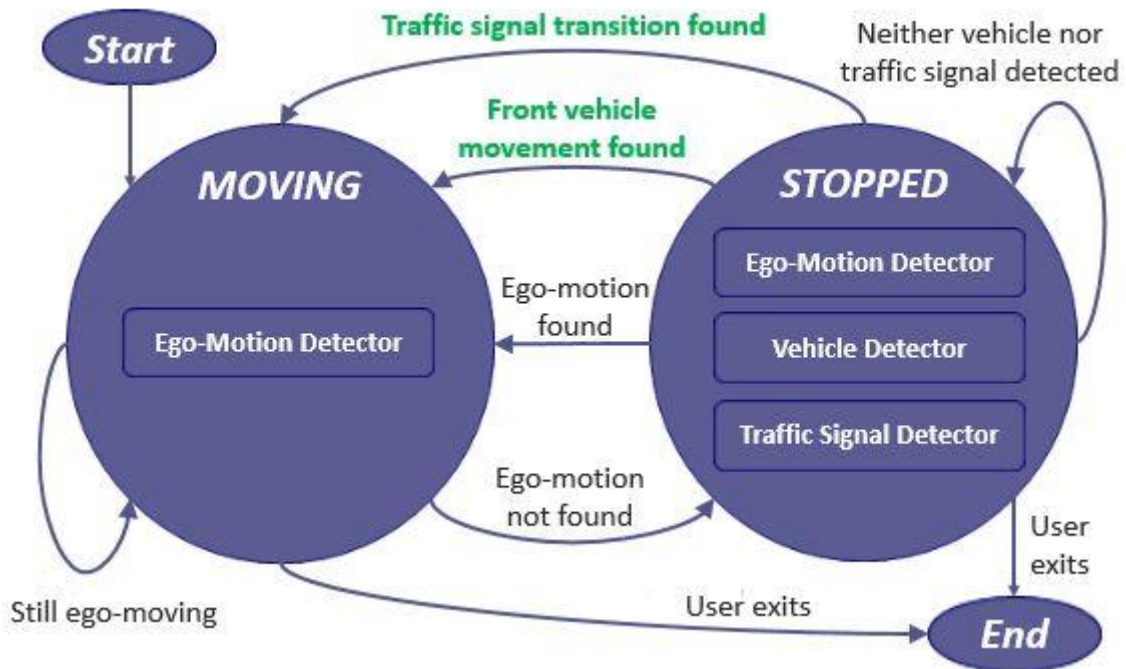 Start
Traffic signal transition found
Neither vehicle nor
traffic signal detected
Front vehicle
movement found
MOVING
STOPPED
Ego-Motion Detector
Ego-motion
found
Ego-Motion Detector
Vehicle Detector
Traffic Signal Detector
Ego-motion
not found
User
exits
Still ego-moving
User exits
End